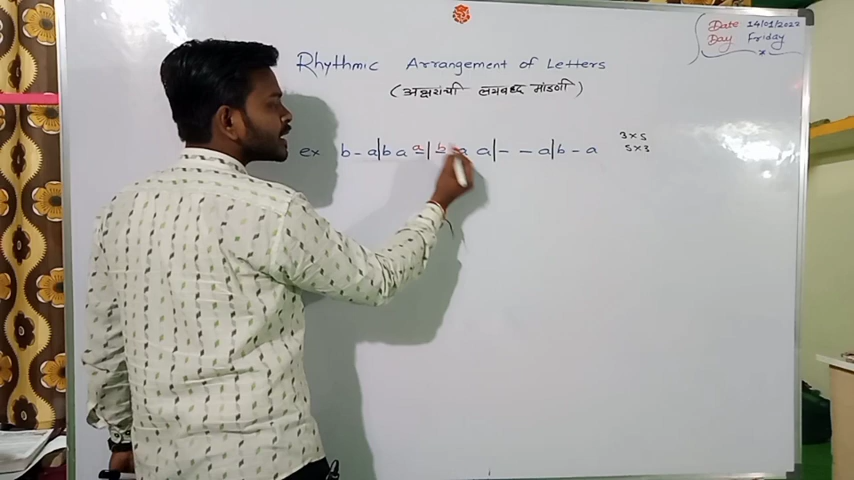 Date 14/01/2022
Day Friday
Rhythmic Arrangement of Letters
(अक्षरांची लयबद्ध मांडणी)
ex b - a|b a a|b a a|- - a|b - a
3×5
5×3